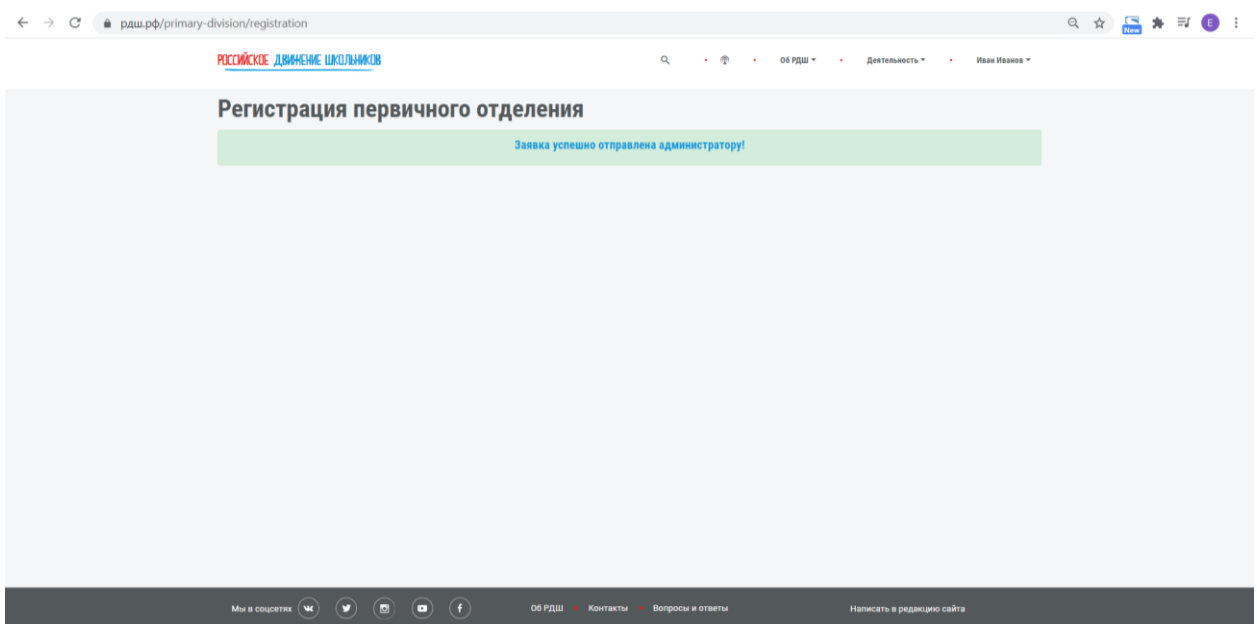 рдш.рф/primary-division/registration
New
E
РОССИЙСКОЕ ДВИЖЕНИЕ ШКОЛЬНИКОВ
Об РДШ
Деятельность
Иван Иванов
Регистрация первичного отделения
Заявка успешно отправлена администратору!
Мы в соцсетях
Об РДШ
Контакты
Вопросы и ответы
Написать в редакцию сайта